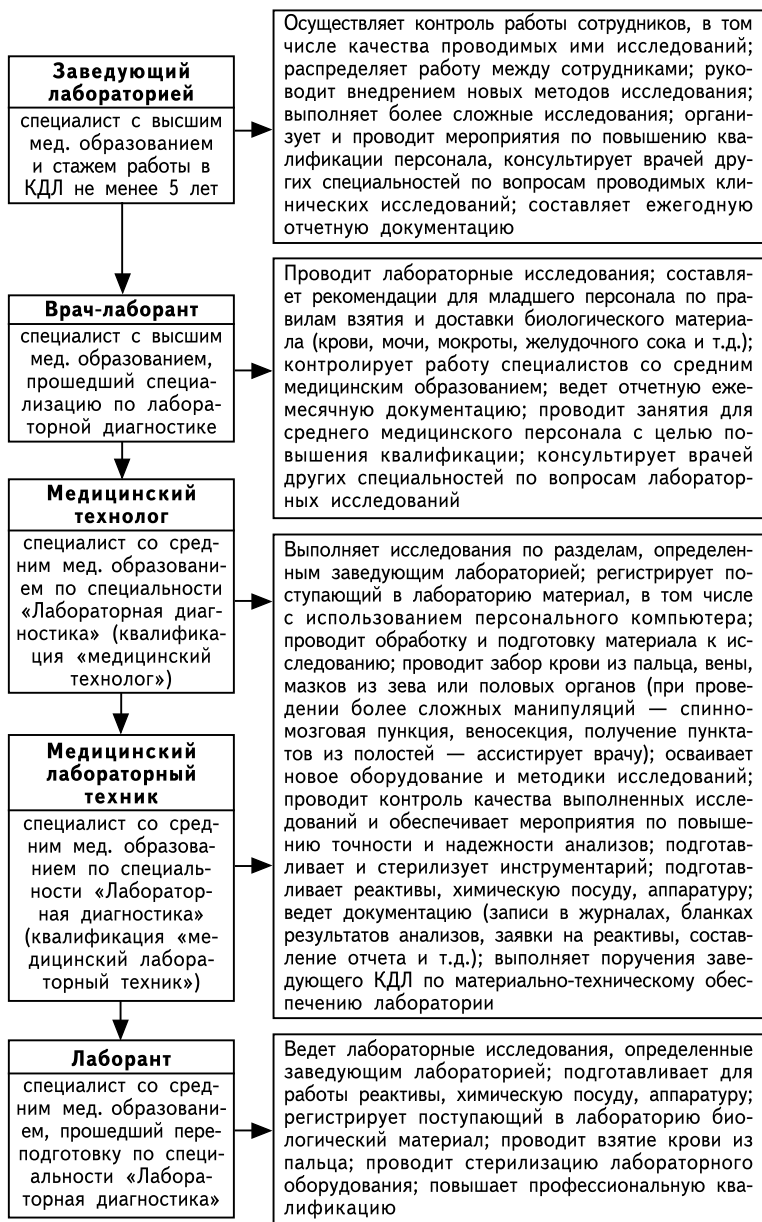 Заведующий
лабораторией
специалист с высшим
мед. образованием
и стажем работы в
КДЛ не менее 5 лет
Осуществляет контроль работы сотрудников, в том
числе качества проводимых ими исследований;
распределяет работу между сотрудниками; руко-
водит внедрением новых методов исследования;
выполняет более сложные исследования; органи-
зует и проводит мероприятия по повышению ква-
лификации персонала, консультирует врачей дру-
гих специальностей по вопросам проводимых кли-
нических исследований; составляет ежегодную
отчетную документацию
Врач-лаборант
специалист с высшим
мед. образованием,
прошедший специа-
лизацию по лабора-
торной диагностике
Проводит лабораторные исследования; составля-
ет рекомендации для младшего персонала по пра-
вилам взятия и доставки биологического материа-
ла (крови, мочи, мокроты, желудочного сока и т.д.);
контролирует работу специалистов со средним
медицинским образованием; ведет отчетную еже-
месячную документацию; проводит занятия для
среднего медицинского персонала с целью по-
вышения квалификации; консультирует врачей
других специальностей по вопросам лаборатор-
ных исследований
Медицинский
технолог
специалист со сред-
ним мед. образовани-
ем по специальности
«Лабораторная диаг-
ностика» (квалифика-
ция «медицинский
технолог»)
Медицинский
лабораторный
техник
специалист со сред-
ним мед. образова-
нием по специаль-
ности «Лаборатор-
ная диагностика»
(квалификация «ме-
дицинский лабора-
торный техник»)
Выполняет исследования по разделам, определен-
ным заведующим лабораторией; регистрирует по-
ступающий в лабораторию материал, в том числе
с использованием персонального компьютера;
проводит обработку и подготовку материала к ис-
следованию; проводит забор крови из пальца, вены,
мазков из зева или половых органов (при прове-
дении более сложных манипуляций — спинно-
мозговая пункция, веносекция, получение пункта-
тов из полостей — ассистирует врачу); осваивает
новое оборудование и методики исследований;
проводит контроль качества выполненных иссле-
дований и обеспечивает мероприятия по повыше-
нию точности и надежности анализов; подготав-
ливает и стерилизует инструментарий; подготав-
ливает реактивы, химическую посуду, аппаратуру;
ведет документацию (записи в журналах, бланках
результатов анализов, заявки на реактивы, состав-
ление отчета и т.д.); выполняет поручения заве-
дующего КДЛ по материально-техническому обес-
печению лаборатории
Лаборант
специалист со сред-
ним мед. образовани-
ем, прошедший пере-
подготовку по специ-
альности «Лабора-
торная диагностика»
Ведет лабораторные исследования, определенные
заведующим лабораторией; подготавливает для
работы реактивы, химическую посуду, аппаратуру;
регистрирует поступающий в лабораторию био-
логический материал; проводит взятие крови из
пальца; проводит стерилизацию лабораторного
оборудования; повышает профессиональную ква-
лификацию